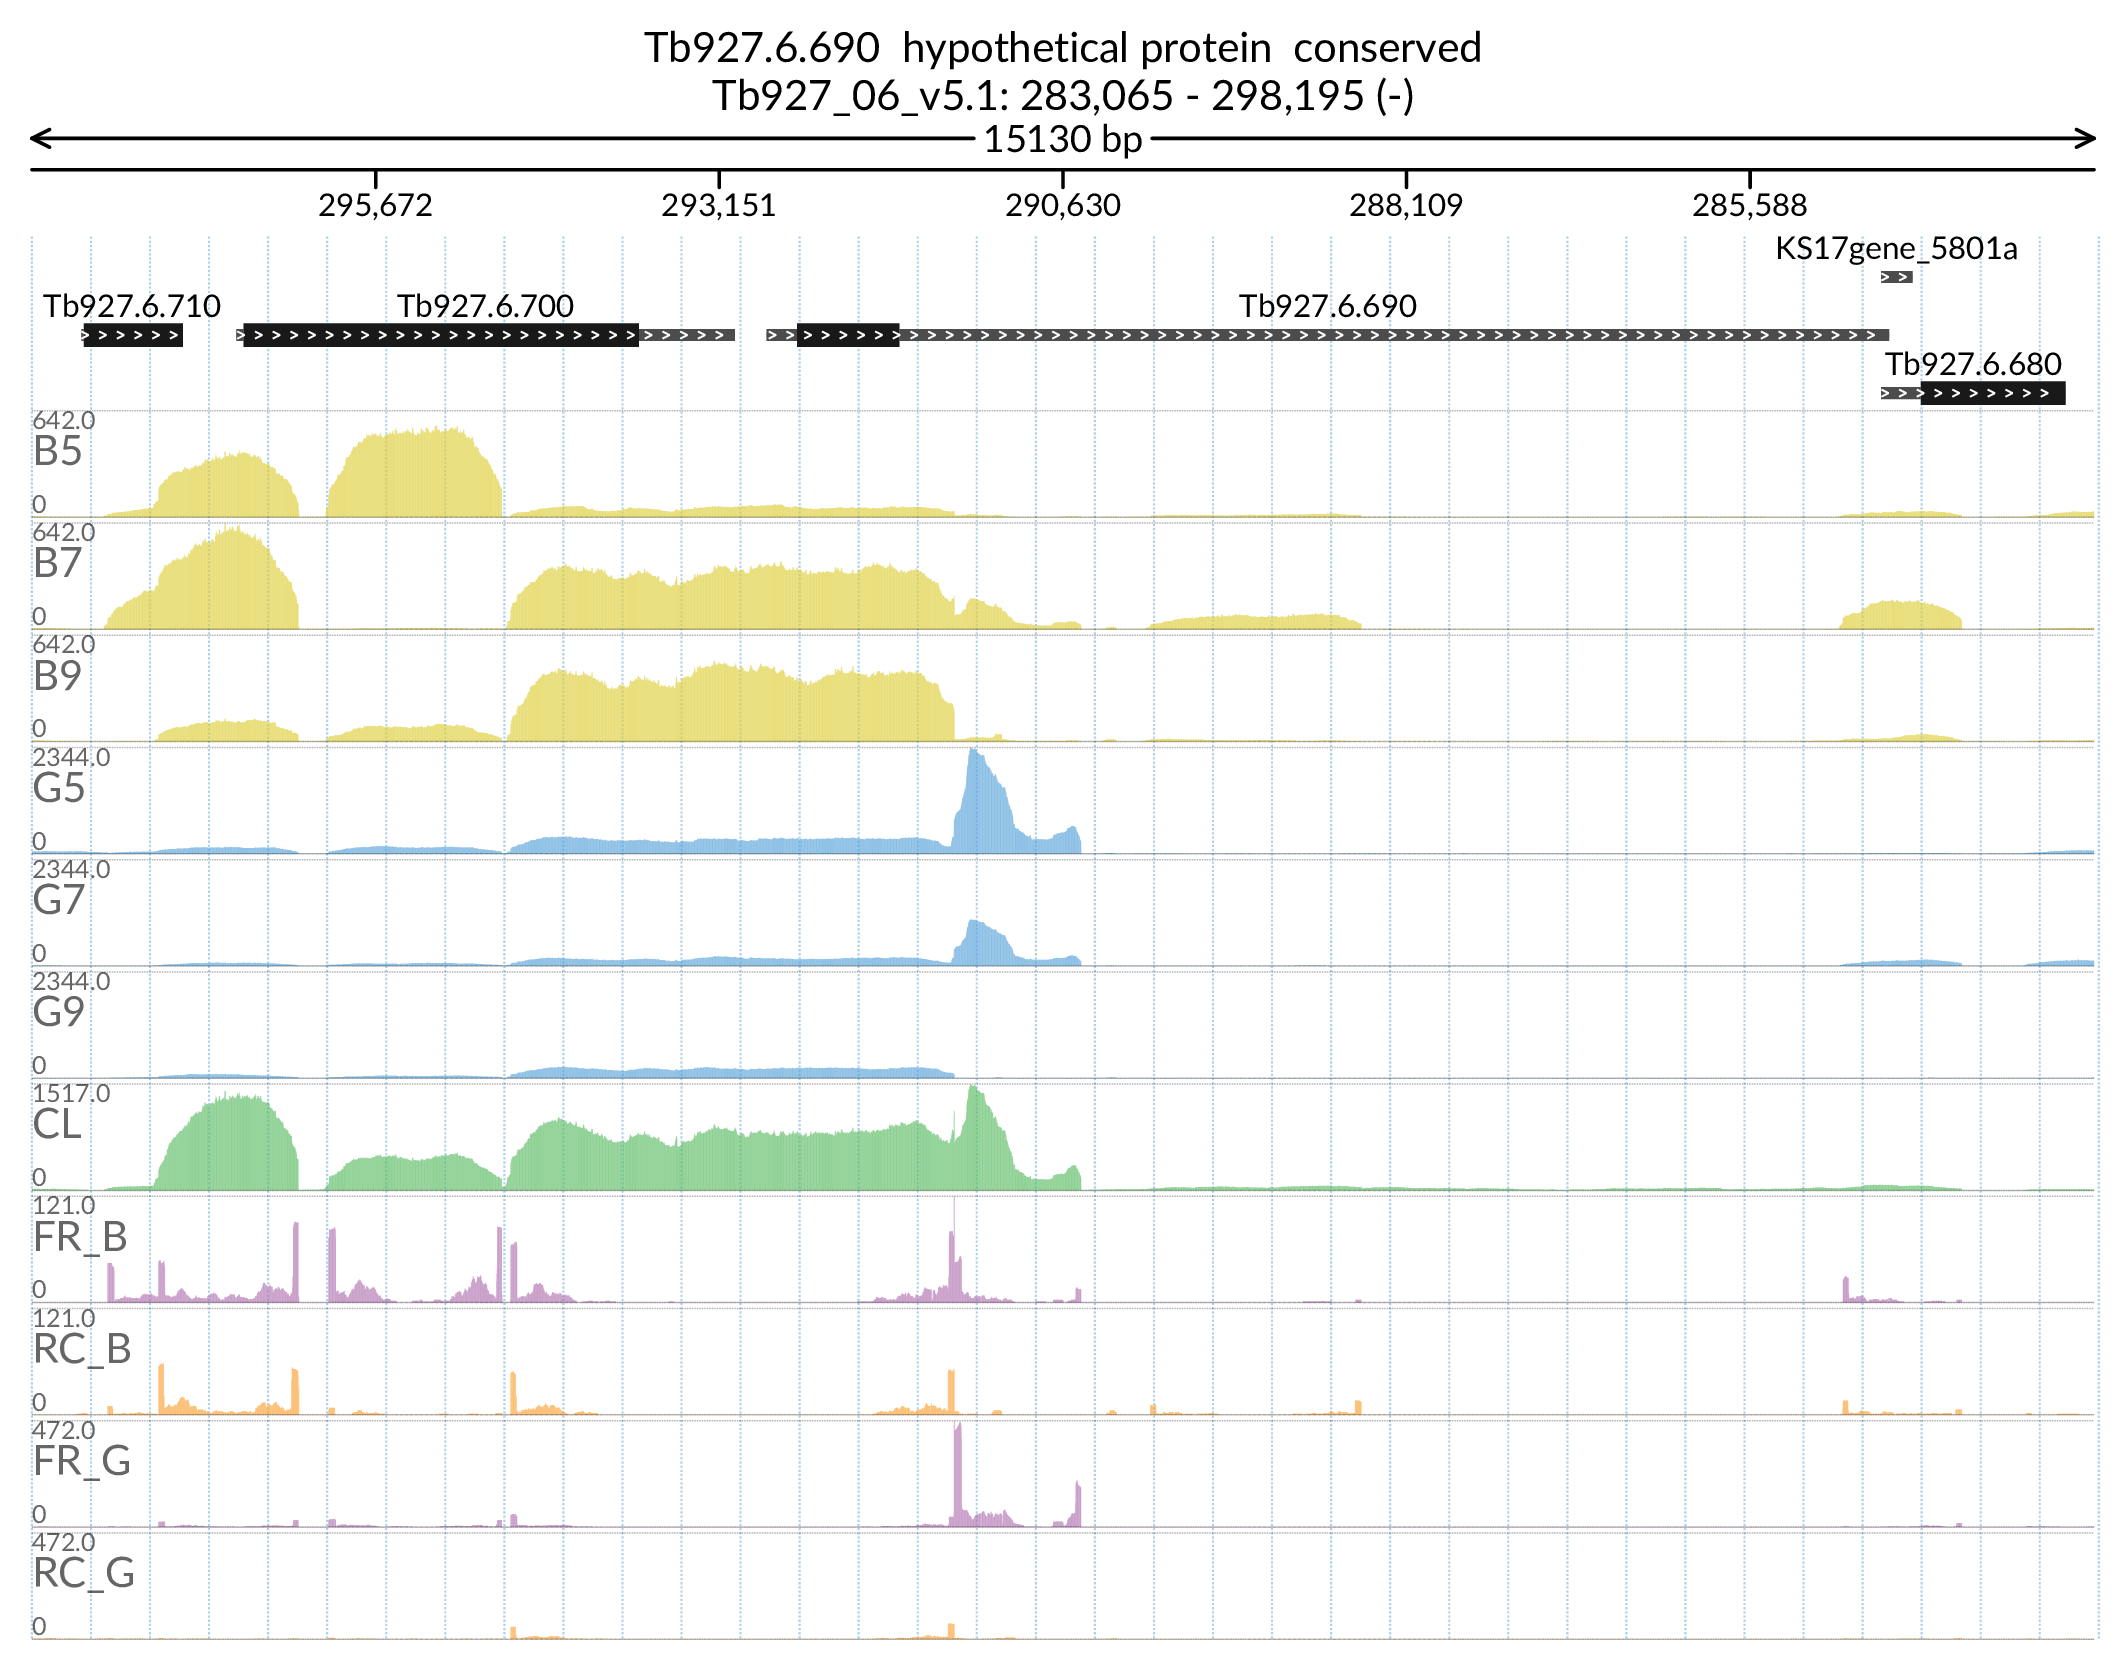 Tb927.6.690 hypothetical protein conserved
Tb927_06_v5.1: 283,065 - 298,195 (-)
15130 bp
295,672 293,151 290,630 288,109 285,588
KS17gene_5801a
Tb927.6.710 Tb927.6.700 Tb927.6.690
Tb927.6.680
642.0
B5
0
642.0
B7
0
642.0
B9
0
2344.0
G5
0
2344.0
G7
0
2344.0
G9
0
1517.0
CL
0
121.0
FR_B
0
121.0
RC_B
0
472.0
FR_G
0
472.0
RC_G
0